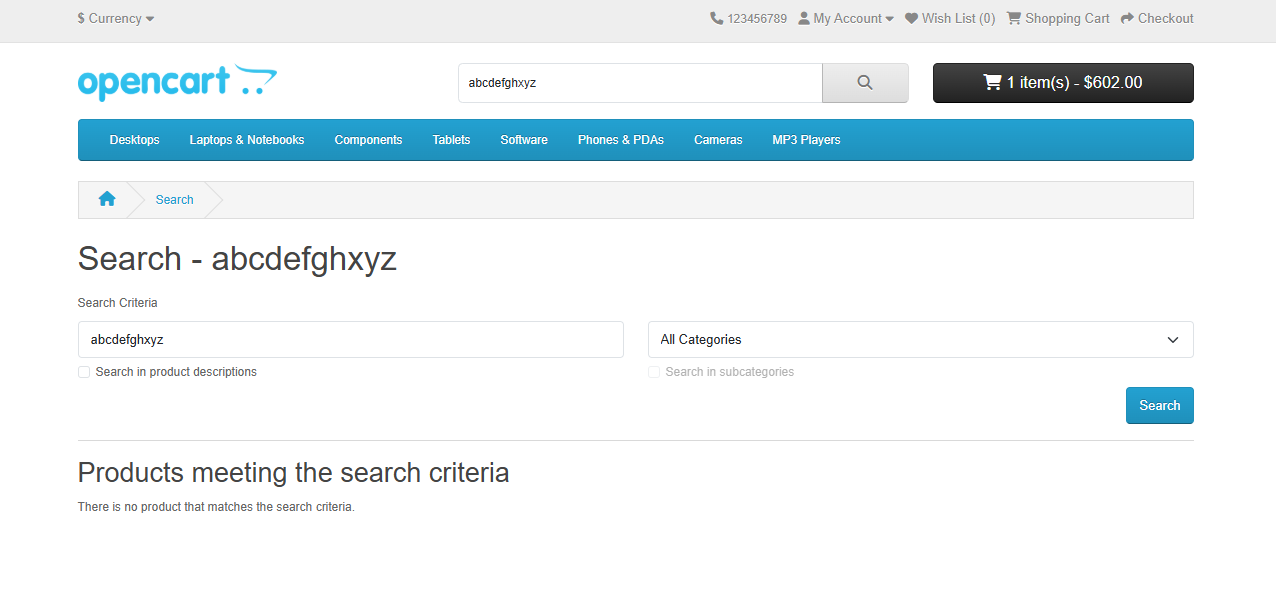 $ Currency 123456789 My Account Wish List (0) Shopping Cart Checkout
opencart abcdefghxyz 1 item(s) - $602.00
Desktops Laptops & Notebooks Components Tablets Software Phones & PDAs Cameras MP3 Players
Search
Search - abcdefghxyz
Search Criteria
abcdefghxyz All Categories
Search in product descriptions Search in subcategories
Search
Products meeting the search criteria
There is no product that matches the search criteria.